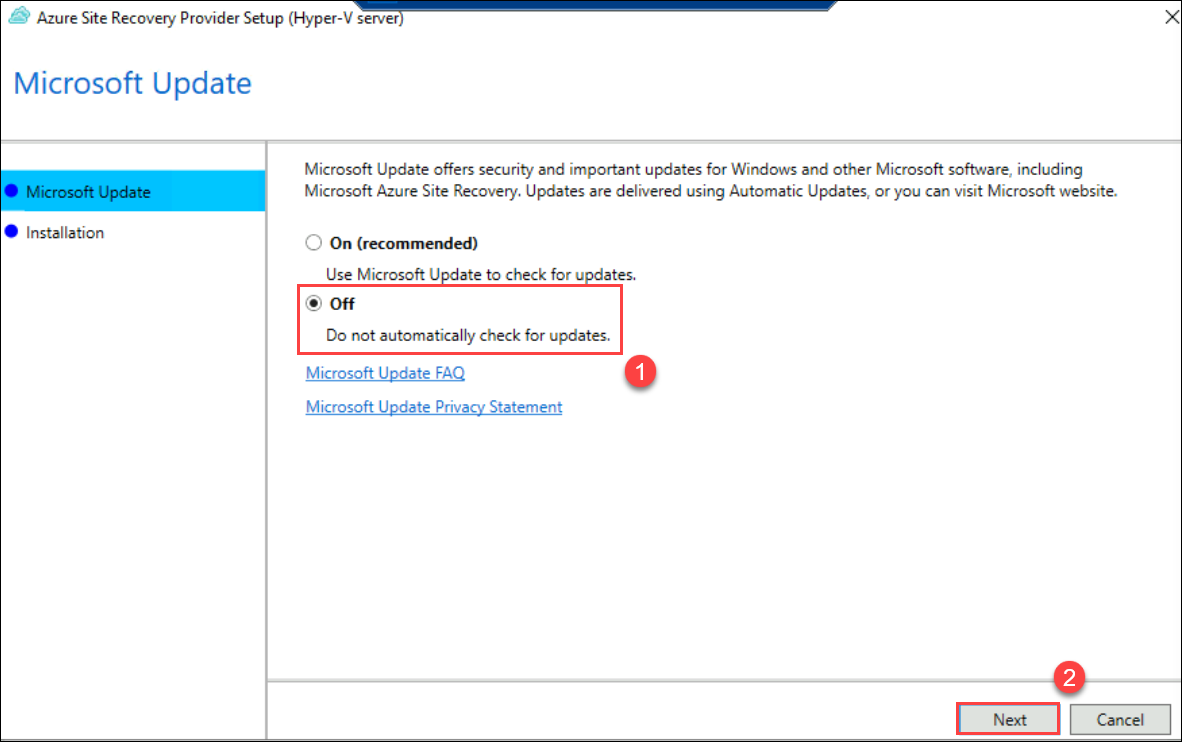 Azure Site Recovery Provider Setup (Hyper-V server)
Microsoft Update
Microsoft Update
Installation
Microsoft Update offers security and important updates for Windows and other Microsoft software, including
Microsoft Azure Site Recovery. Updates are delivered using Automatic Updates, or you can visit Microsoft website.
On (recommended)
Use Microsoft Update to check for updates.
Off
Do not automatically check for updates.
1
Microsoft Update FAQ
Microsoft Update Privacy Statement
2
Next
Cancel